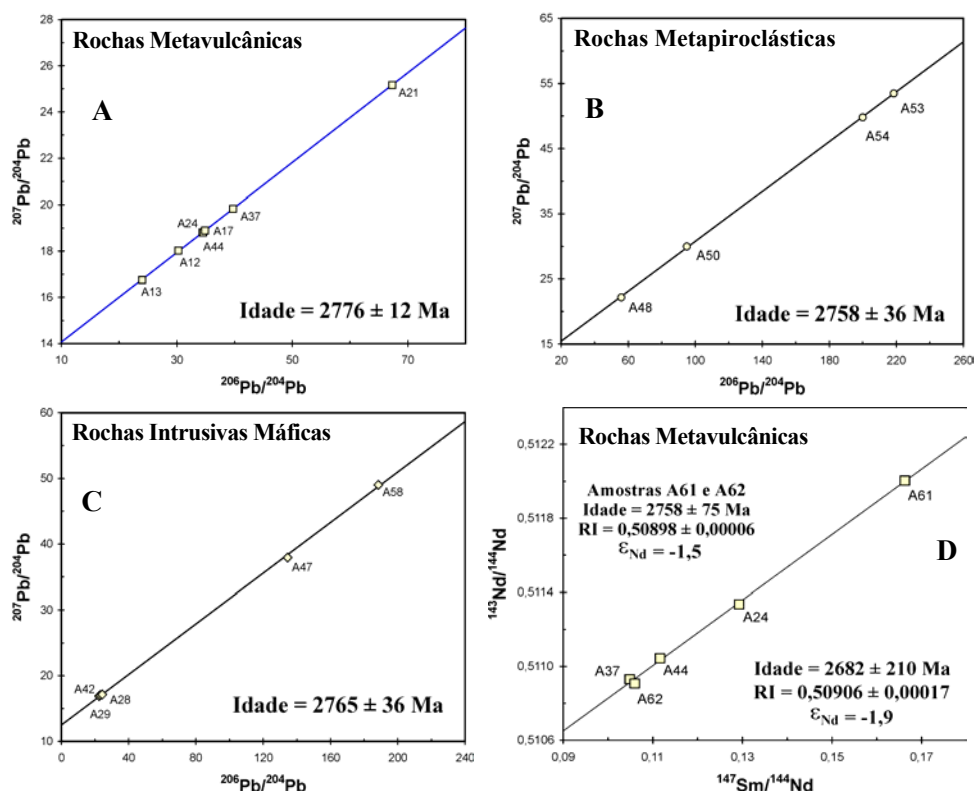 Rochas Metavulcânicas
A
28
26
24
22
20
18
16
14
²⁰⁷Pb/²⁰⁴Pb
A21
A37
A24
A17
A44
A12
A13
Idade = 2776 ± 12 Ma
10 30 50 70
²⁰⁶Pb/²⁰⁴Pb
Rochas Metapiroclásticas
B
65
55
45
35
25
15
²⁰⁷Pb/²⁰⁴Pb
A53
A54
A50
A48
Idade = 2758 ± 36 Ma
20 60 100 140 180 220 260
²⁰⁶Pb/²⁰⁴Pb
Rochas Intrusivas Máficas
C
60
50
40
30
20
10
²⁰⁷Pb/²⁰⁴Pb
A58
A47
A42
A28
A29
Idade = 2765 ± 36 Ma
0 40 80 120 160 200 240
²⁰⁶Pb/²⁰⁴Pb
Rochas Metavulcânicas
D
0,5122
0,5118
0,5114
0,5110
0,5106
¹⁴³Nd/¹⁴⁴Nd
Amostras A61 e A62
Idade = 2758 ± 75 Ma
RI = 0,50898 ± 0,00006
εNd = -1,5
A61
A24
A37
A44
A62
Idade = 2682 ± 210 Ma
RI = 0,50906 ± 0,00017
εNd = -1,9
0,09 0,11 0,13 0,15 0,17
¹⁴⁷Sm/¹⁴⁴Nd